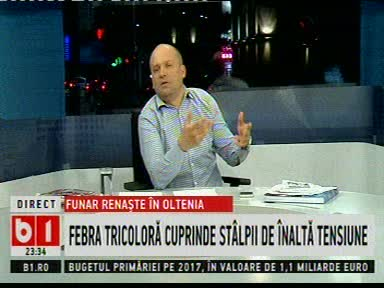 DIRECT
FUNAR RENAȘTE ÎN OLTENIA
B1
FEBRA TRICOLORĂ CUPRINDE STÂLPII DE ÎNALTĂ TENSIUNE
23:34
B1.RO
BUGETUL PRIMĂRIEI PE 2017, ÎN VALOARE DE 1,1 MILIARDE EURO